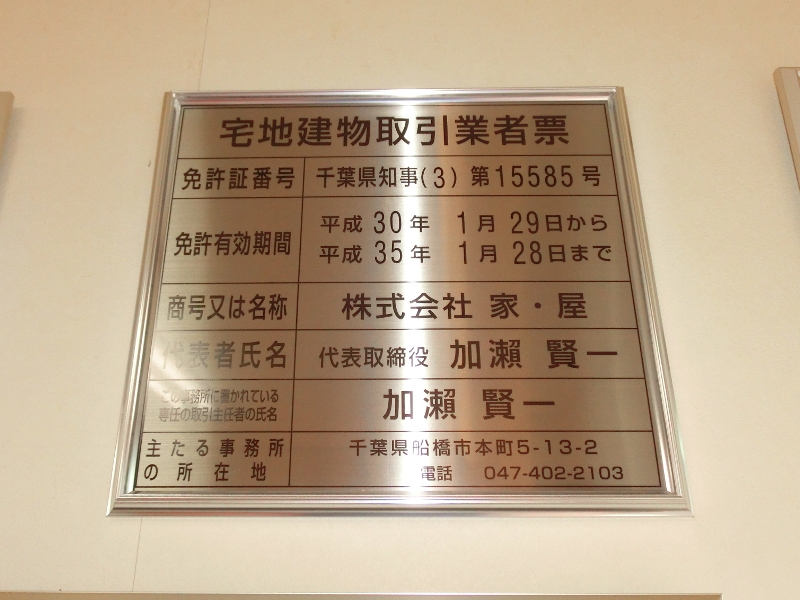 宅地建物取引業者票
免許証番号 千葉県知事(3) 第15585号
免許有効期間 平成 30年 1月 29日から
平成 35年 1月 28日まで
商号又は名称 株式会社 家・屋
代表者氏名 代表取締役 加瀬 賢一
この事務所に置かれている
専任の取引主任者の氏名
加瀬 賢一
主たる事務所
の所在地
千葉県船橋市本町5-13-2
電話 047-402-2103